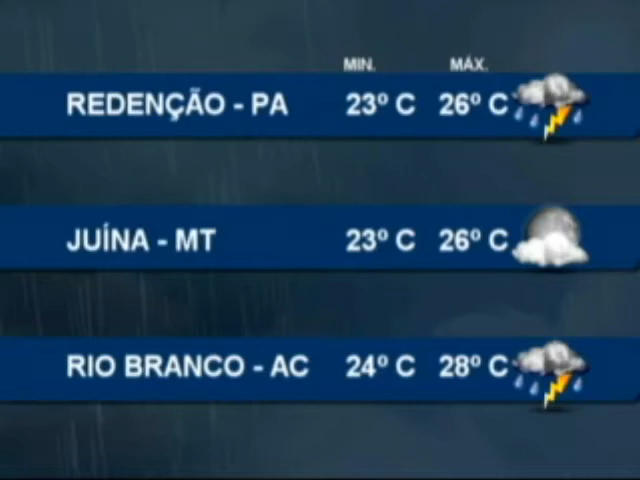 MIN. MÁX.
REDENÇÃO - PA 23º C 26º C
JUÍNA - MT 23º C 26º C
RIO BRANCO - AC 24º C 28º C